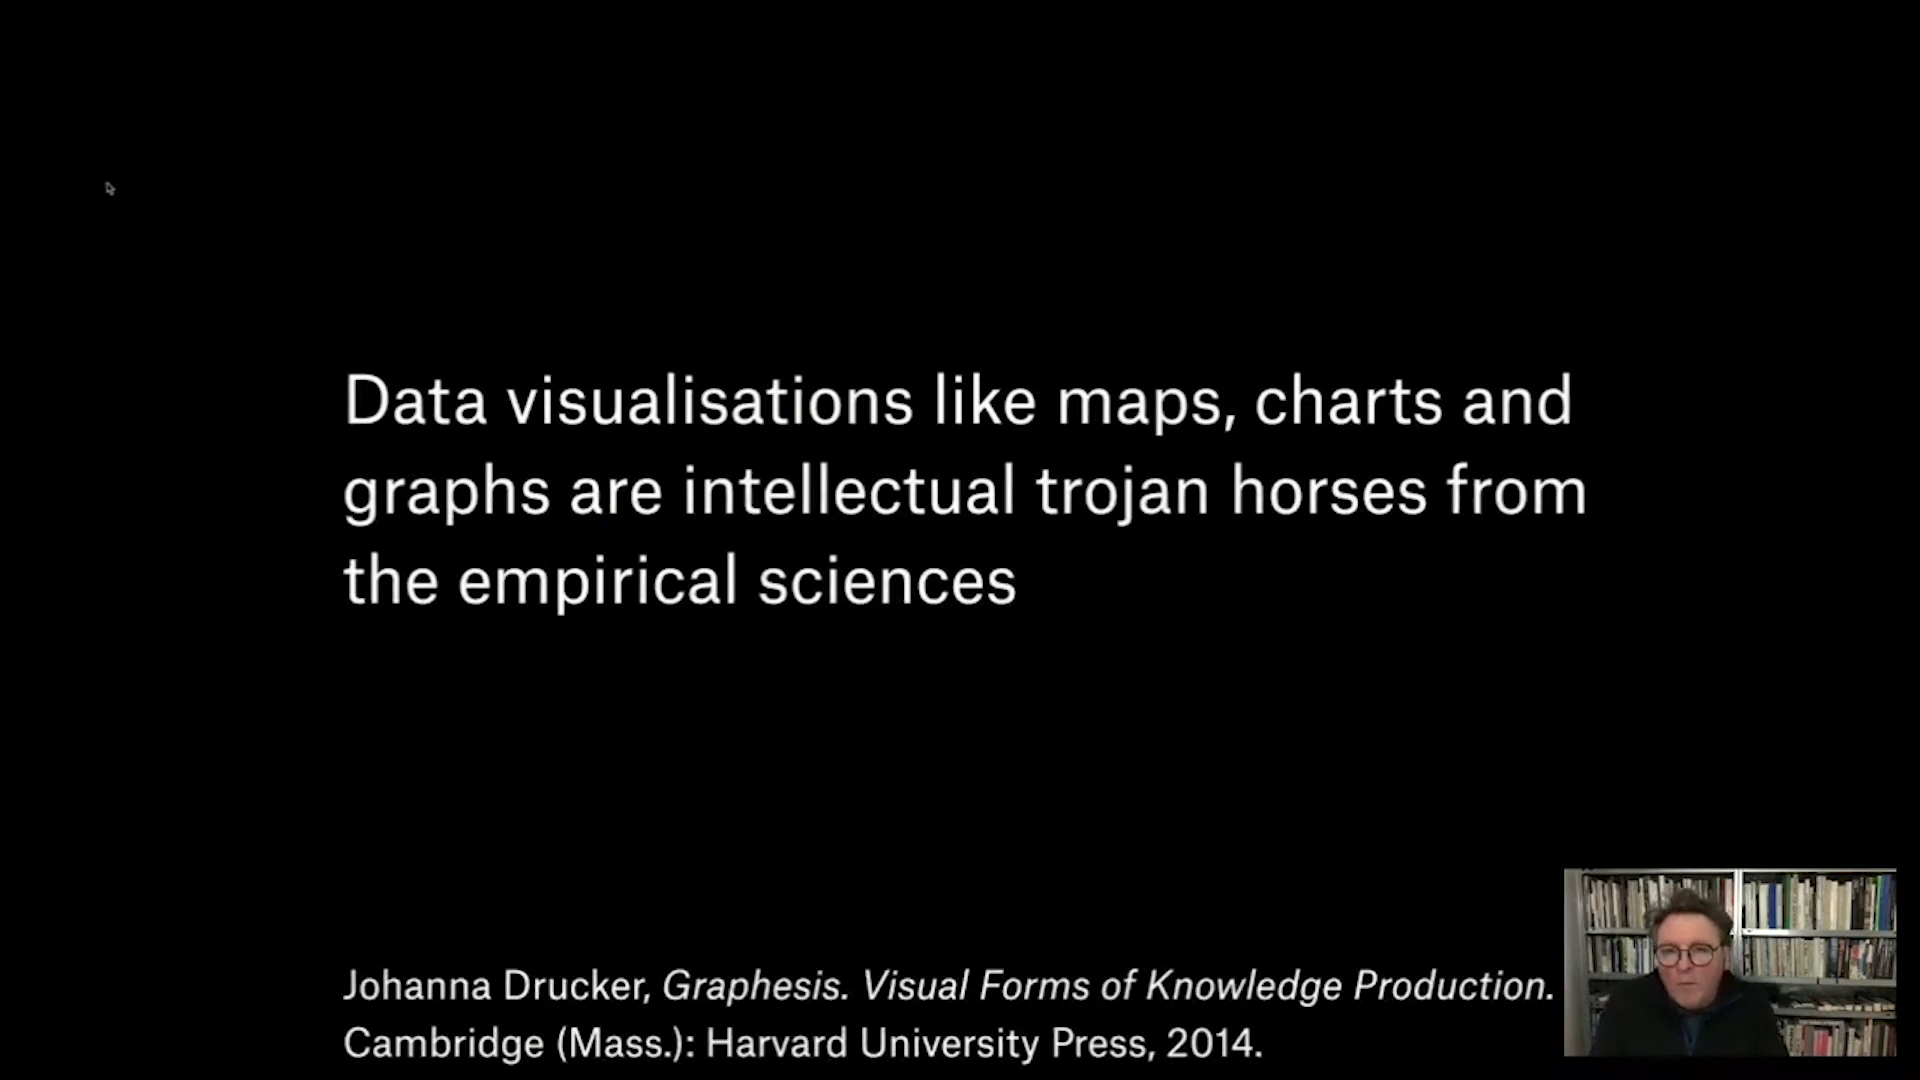 Data visualisations like maps, charts and
graphs are intellectual trojan horses from
the empirical sciences
Johanna Drucker, Graphesis. Visual Forms of Knowledge Production.
Cambridge (Mass.): Harvard University Press, 2014.